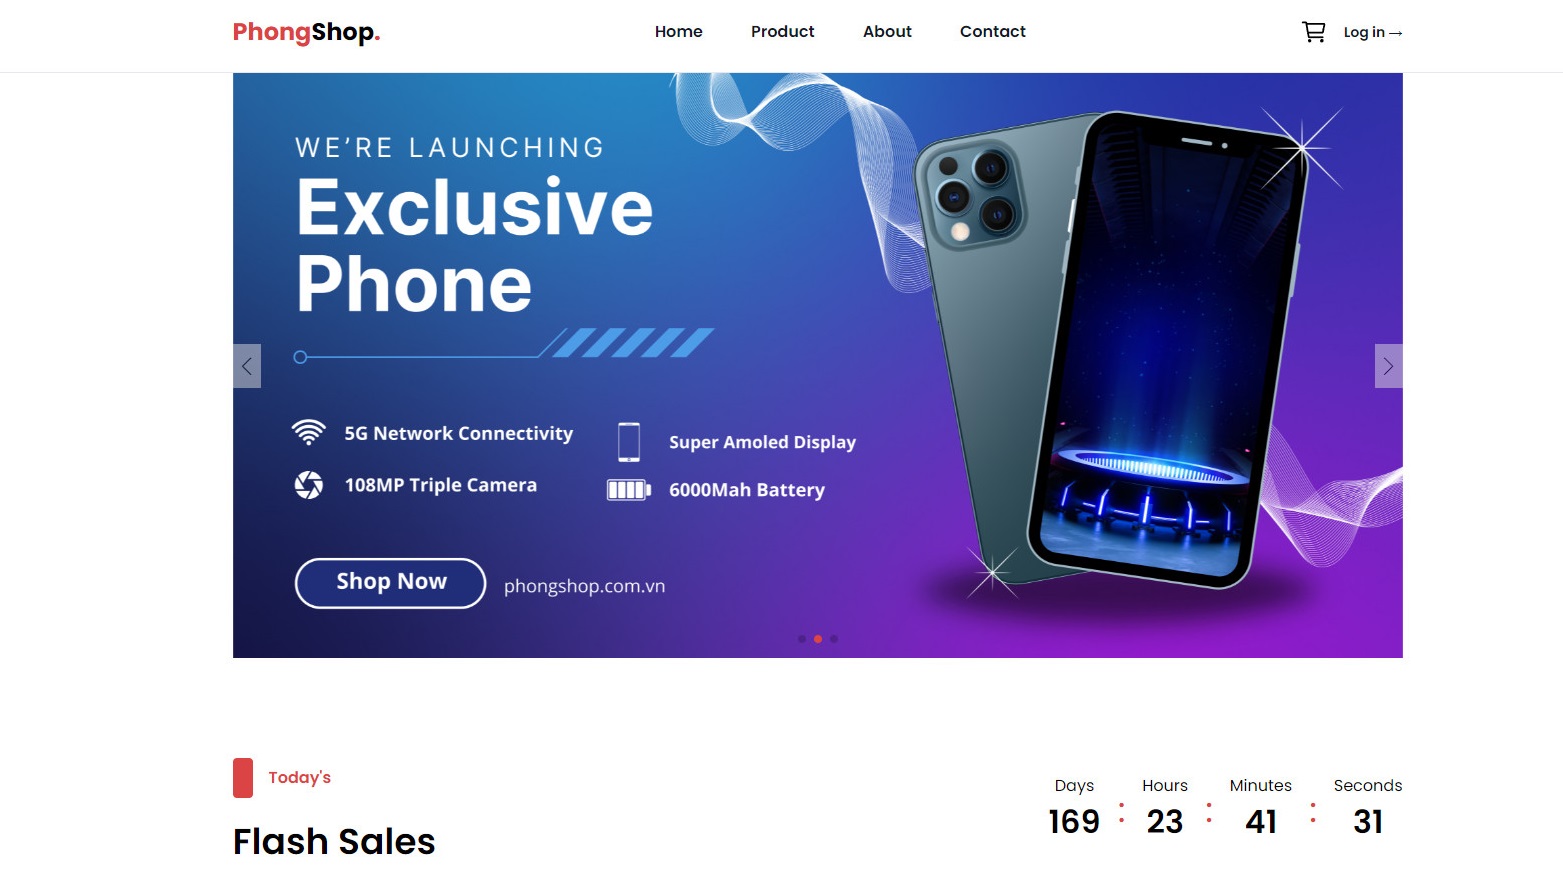 PhongShop.
Home Product About Contact
Log in →
WE'RE LAUNCHING
Exclusive
Phone
5G Network Connectivity
Super Amoled Display
108MP Triple Camera
6000Mah Battery
Shop Now
phongshop.com.vn
Today's
Flash Sales
Days Hours Minutes Seconds
169 : 23 : 41 : 31